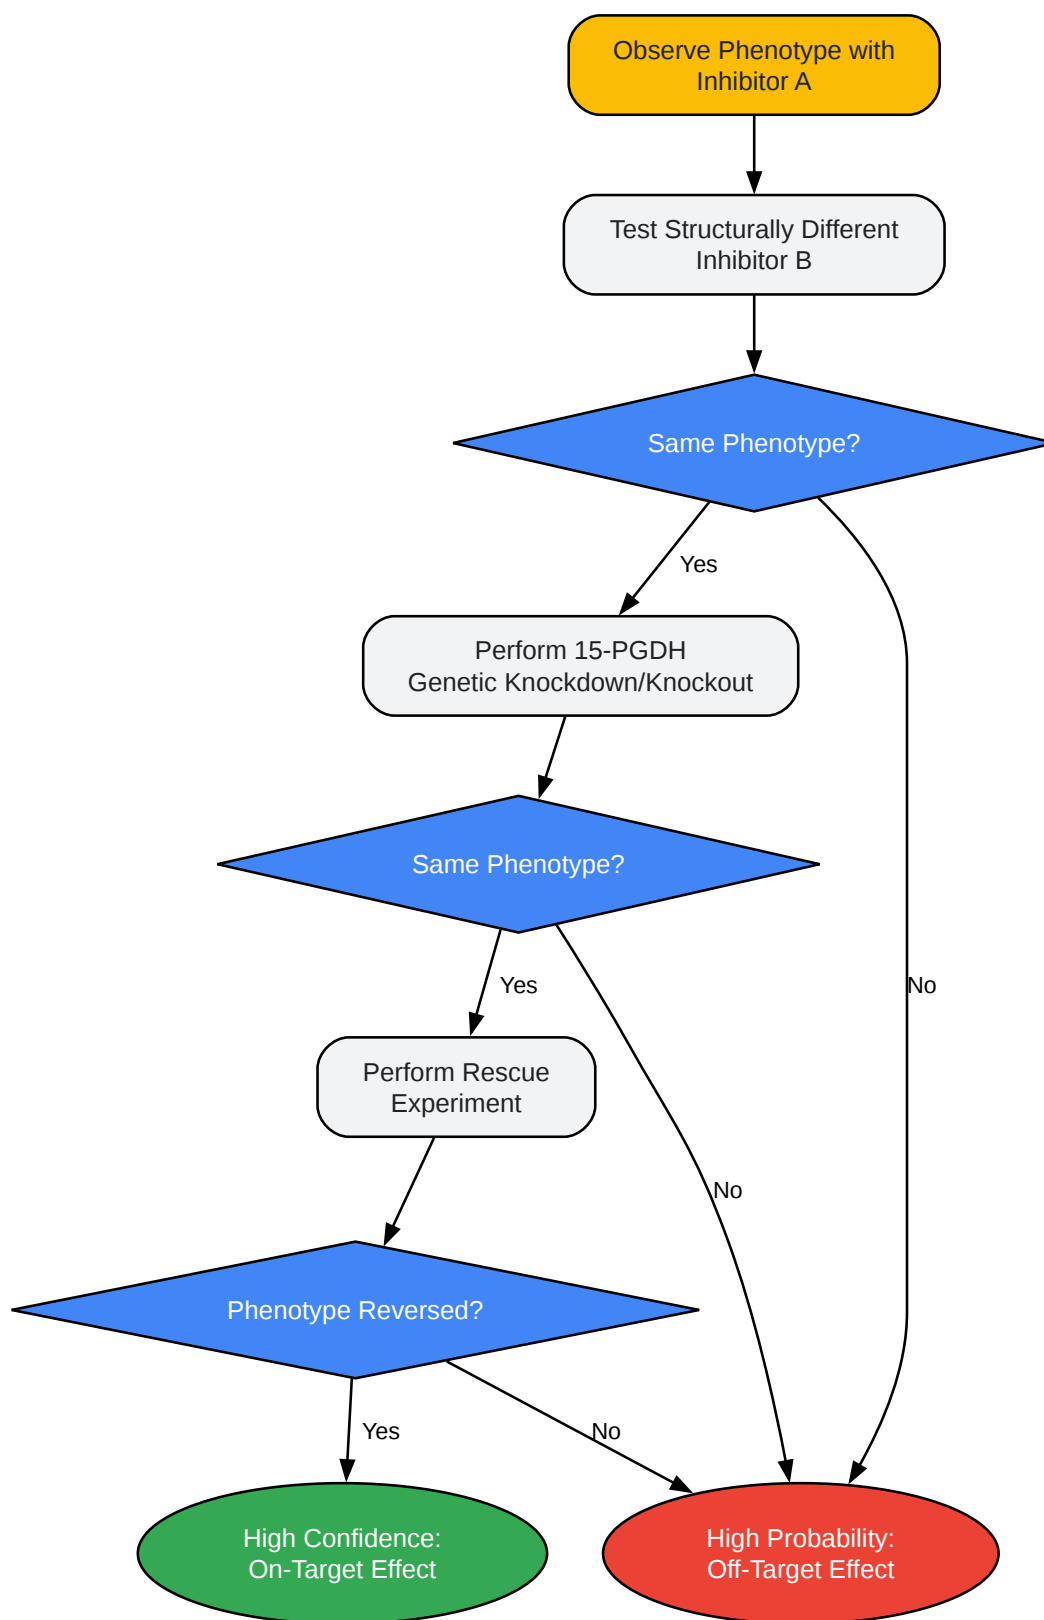 Observe Phenotype with
Inhibitor A
Test Structurally Different
Inhibitor B
Same Phenotype?
Yes
Perform 15-PGDH
Genetic Knockdown/Knockout
Same Phenotype?
Yes
No
Perform Rescue
Experiment
No
Phenotype Reversed?
Yes
No
High Confidence:
On-Target Effect
High Probability:
Off-Target Effect